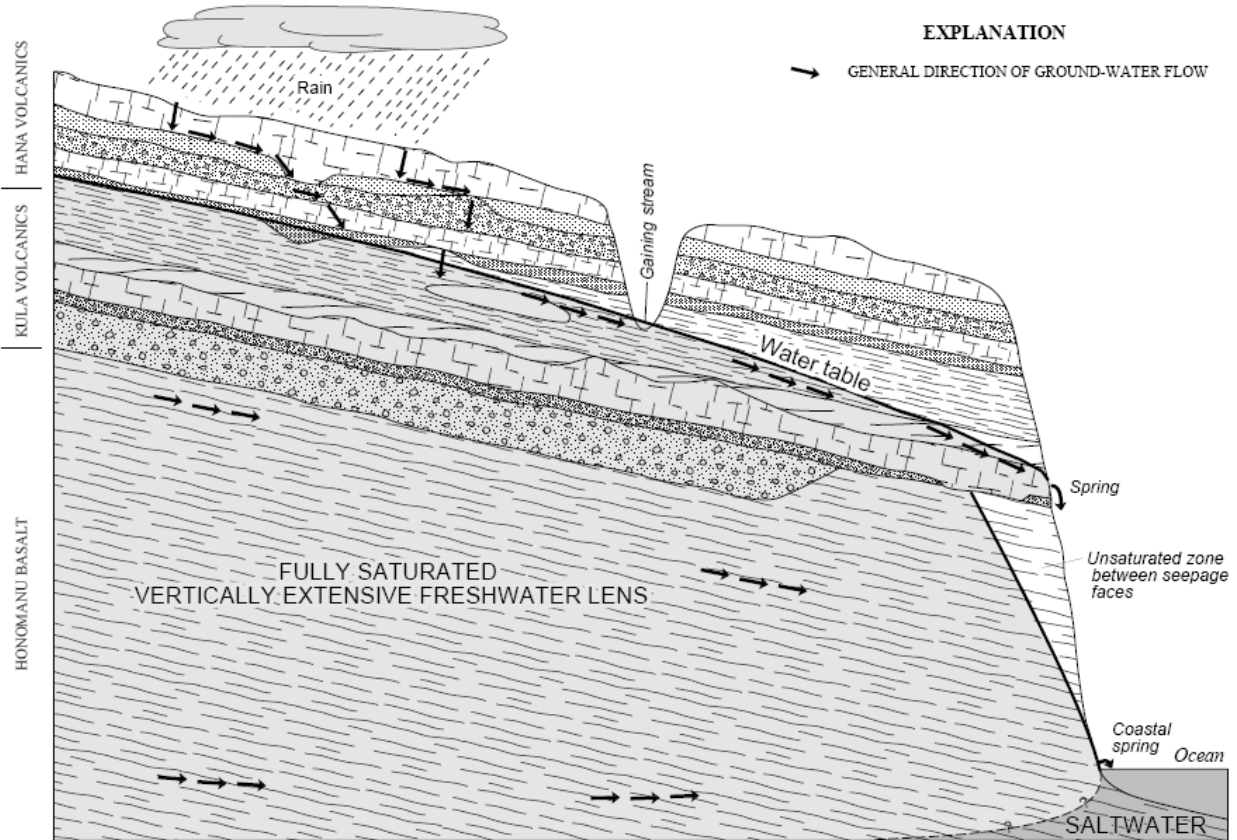 EXPLANATION
GENERAL DIRECTION OF GROUND-WATER FLOW
Rain
HANA VOLCANICS
KULA VOLCANICS
HONOMANU BASALT
Gaining stream
Water table
Spring
Unsaturated zone
between seepage
faces
FULLY SATURATED
VERTICALLY EXTENSIVE FRESHWATER LENS
Coastal
spring
Ocean
?
?
SALTWATER